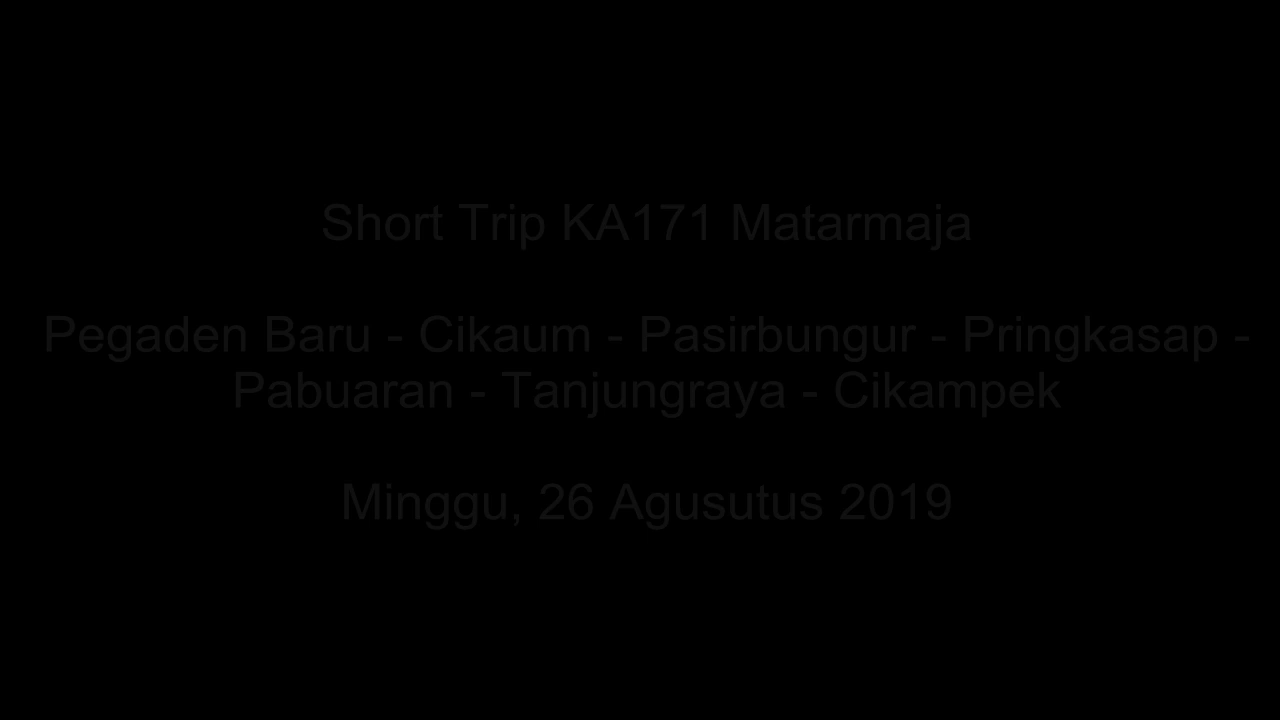 Short Trip KA171 Matarmaja
Pegaden Baru - Cikaum - Pasirbungur - Pringkasap -
Pabuaran - Tanjungraya - Cikampek
Minggu, 26 Agusutus 2019